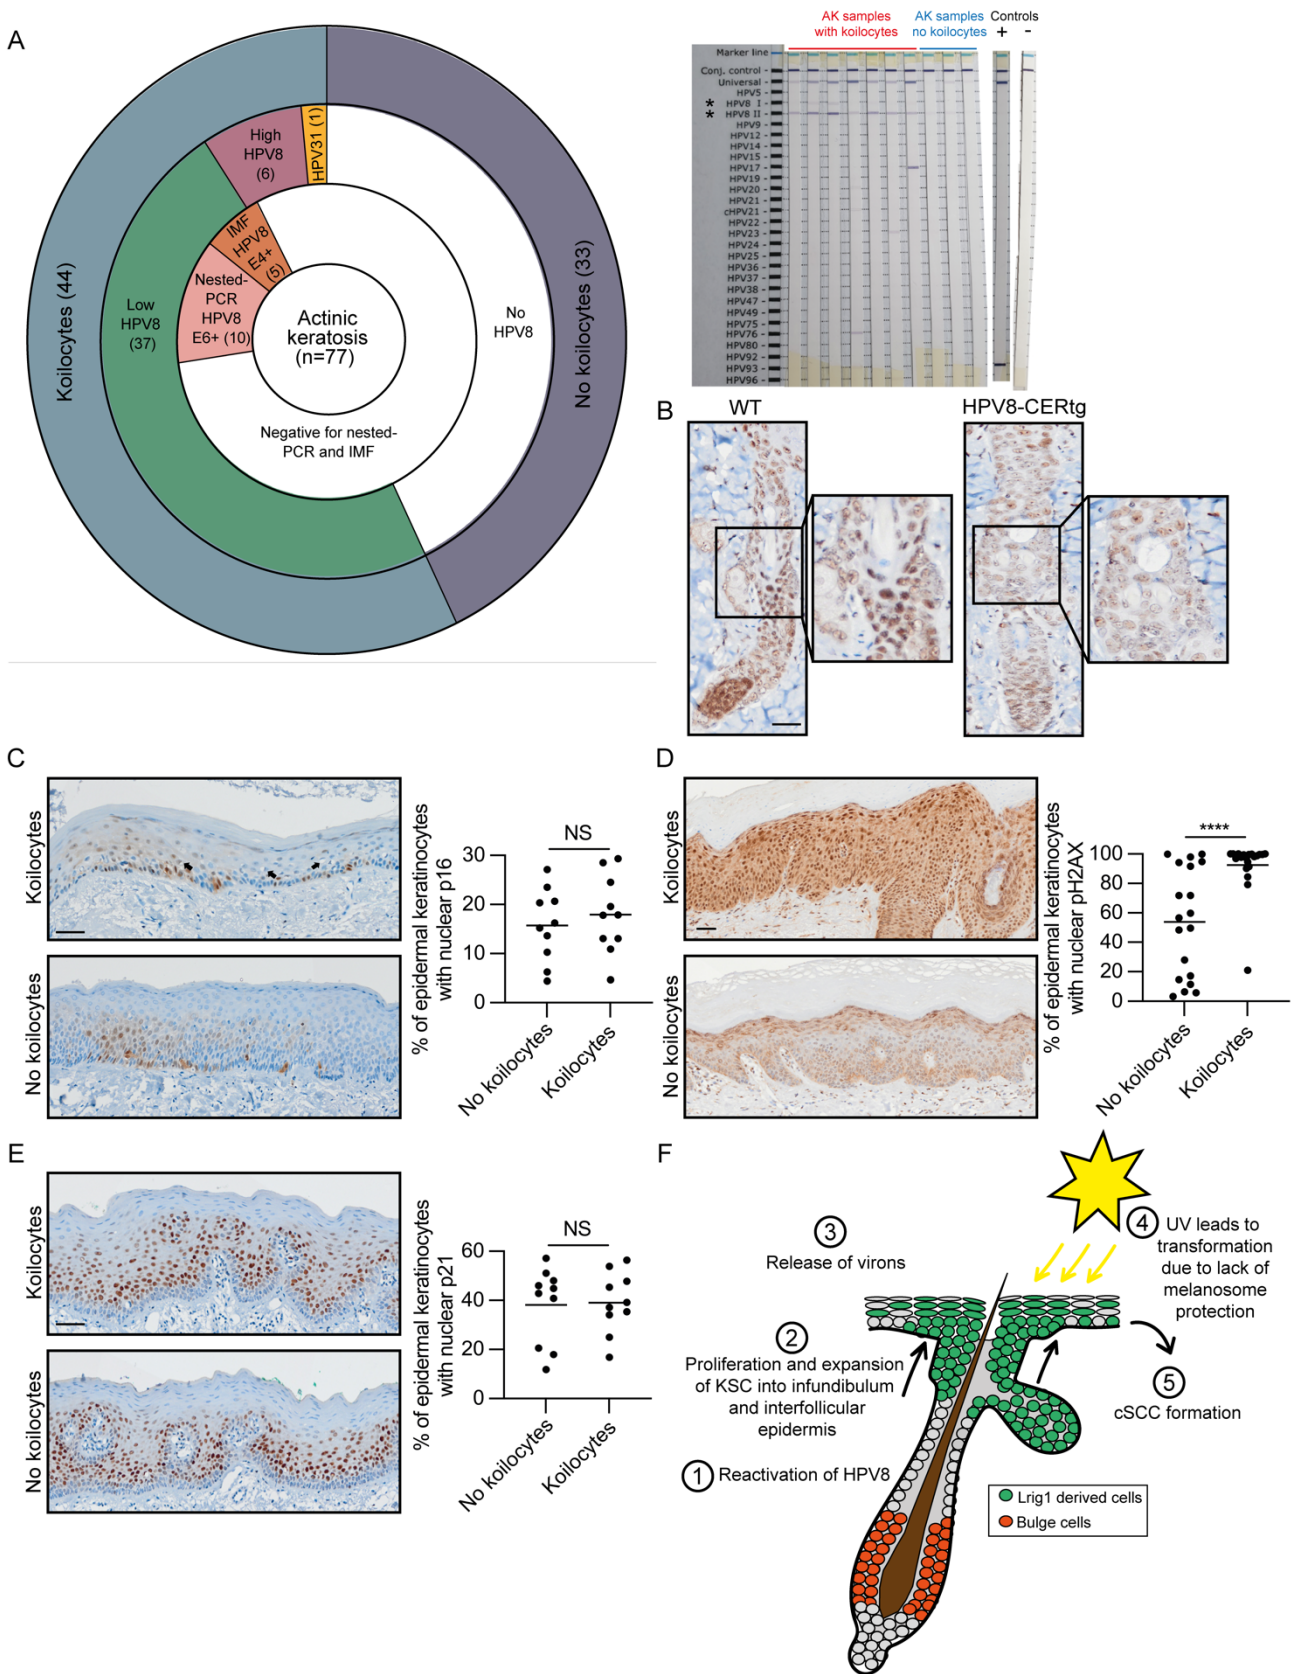 A
Koilocytes (44)
No koilocytes (33)
Low
HPV8
(37)
High
HPV8
(6)
HPV31 (1)
No
HPV8
IMF
HPV8
E4+
(5)
Nested-
PCR
HPV8
E6+ (10)
Negative for nested-
PCR and IMF
Actinic
keratosis
(n=77)
AK samples
with koilocytes
AK samples
no koilocytes
Controls
+ -
Marker line
Conj. control -
Universal -
HPV5 -
* HPV8 I -
* HPV8 II -
HPV9 -
HPV12 -
HPV14 -
HPV15 -
HPV17 -
HPV19 -
HPV20 -
HPV21 -
cHPV21 -
HPV22 -
HPV23 -
HPV24 -
HPV25 -
HPV36 -
HPV37 -
HPV38 -
HPV47 -
HPV49 -
HPV75 -
HPV76 -
HPV80 -
HPV92 -
HPV93 -
HPV96 -
B
WT
HPV8-CERtg
C
Koilocytes
No koilocytes
% of epidermal keratinocytes
with nuclear p16
NS
30
20
10
0
No koilocytes
Koilocytes
D
Koilocytes
No koilocytes
% of epidermal keratinocytes
with nuclear pH2AX
****
100
80
60
40
20
0
No koilocytes
Koilocytes
E
Koilocytes
No koilocytes
% of epidermal keratinocytes
with nuclear p21
NS
60
40
20
0
No koilocytes
Koilocytes
F
3
Release of virons
4
UV leads to
transformation
due to lack of
melanosome
protection
2
Proliferation and expansion
of KSC into infundibulum
and interfollicular
epidermis
5
cSCC formation
1 Reactivation of HPV8
Lrig1 derived cells
Bulge cells